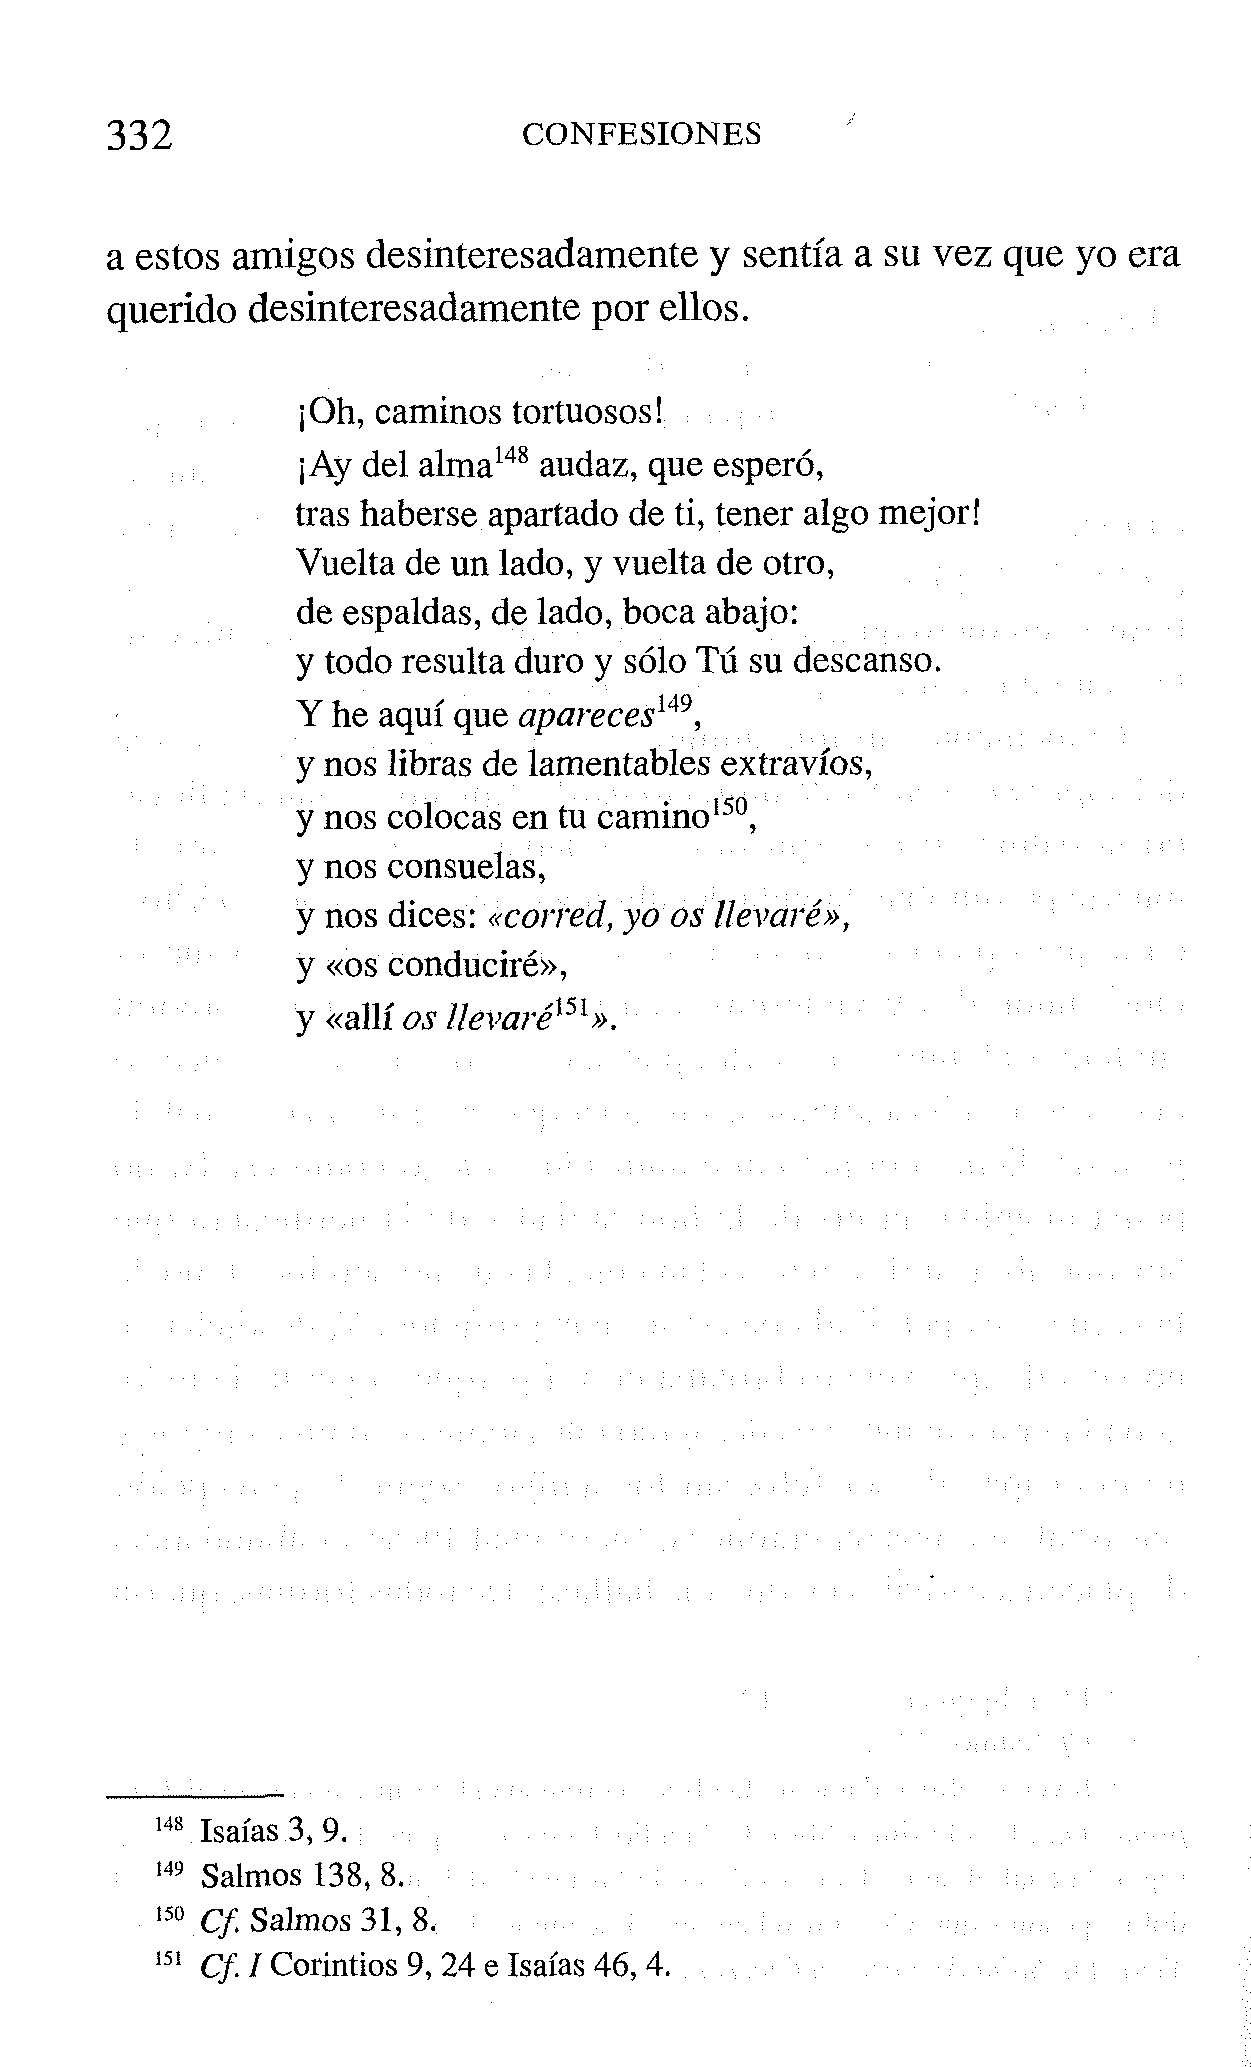 332 CONFESIONES
a estos amigos desinteresadamente y sentía a su vez que yo era
querido desinteresadamente por ellos.
¡Oh, caminos tortuosos!
¡Ay del alma¹⁴⁸ audaz, que esperó,
tras haberse apartado de ti, tener algo mejor!
Vuelta de un lado, y vuelta de otro,
de espaldas, de lado, boca abajo:
y todo resulta duro y sólo Tú su descanso.
Y he aquí que apareces¹⁴⁹,
y nos libras de lamentables extravíos,
y nos colocas en tu camino¹⁵⁰,
y nos consuelas,
y nos dices: «corred, yo os llevaré»,
y «os conduciré»,
y «allí os llevaré¹⁵¹».
¹⁴⁸ Isaías 3, 9.
¹⁴⁹ Salmos 138, 8.
¹⁵⁰ Cf. Salmos 31, 8.
¹⁵¹ Cf. I Corintios 9, 24 e Isaías 46, 4.